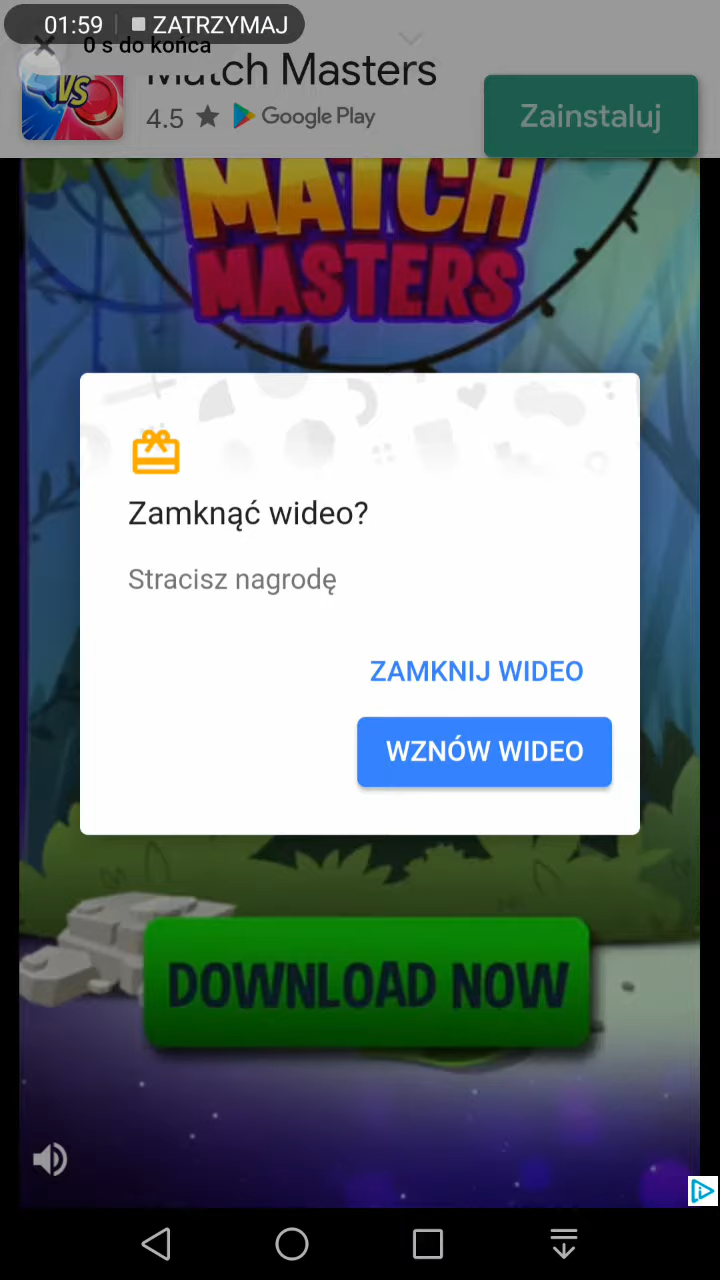 01:59 ZATRZYMAJ
0 s do końca
Match Masters
VS
4.5 Google Play
Zainstaluj
MATCH
MASTERS
Zamknąć wideo?
Stracisz nagrodę
ZAMKNIJ WIDEO
WZNÓW WIDEO
DOWNLOAD NOW